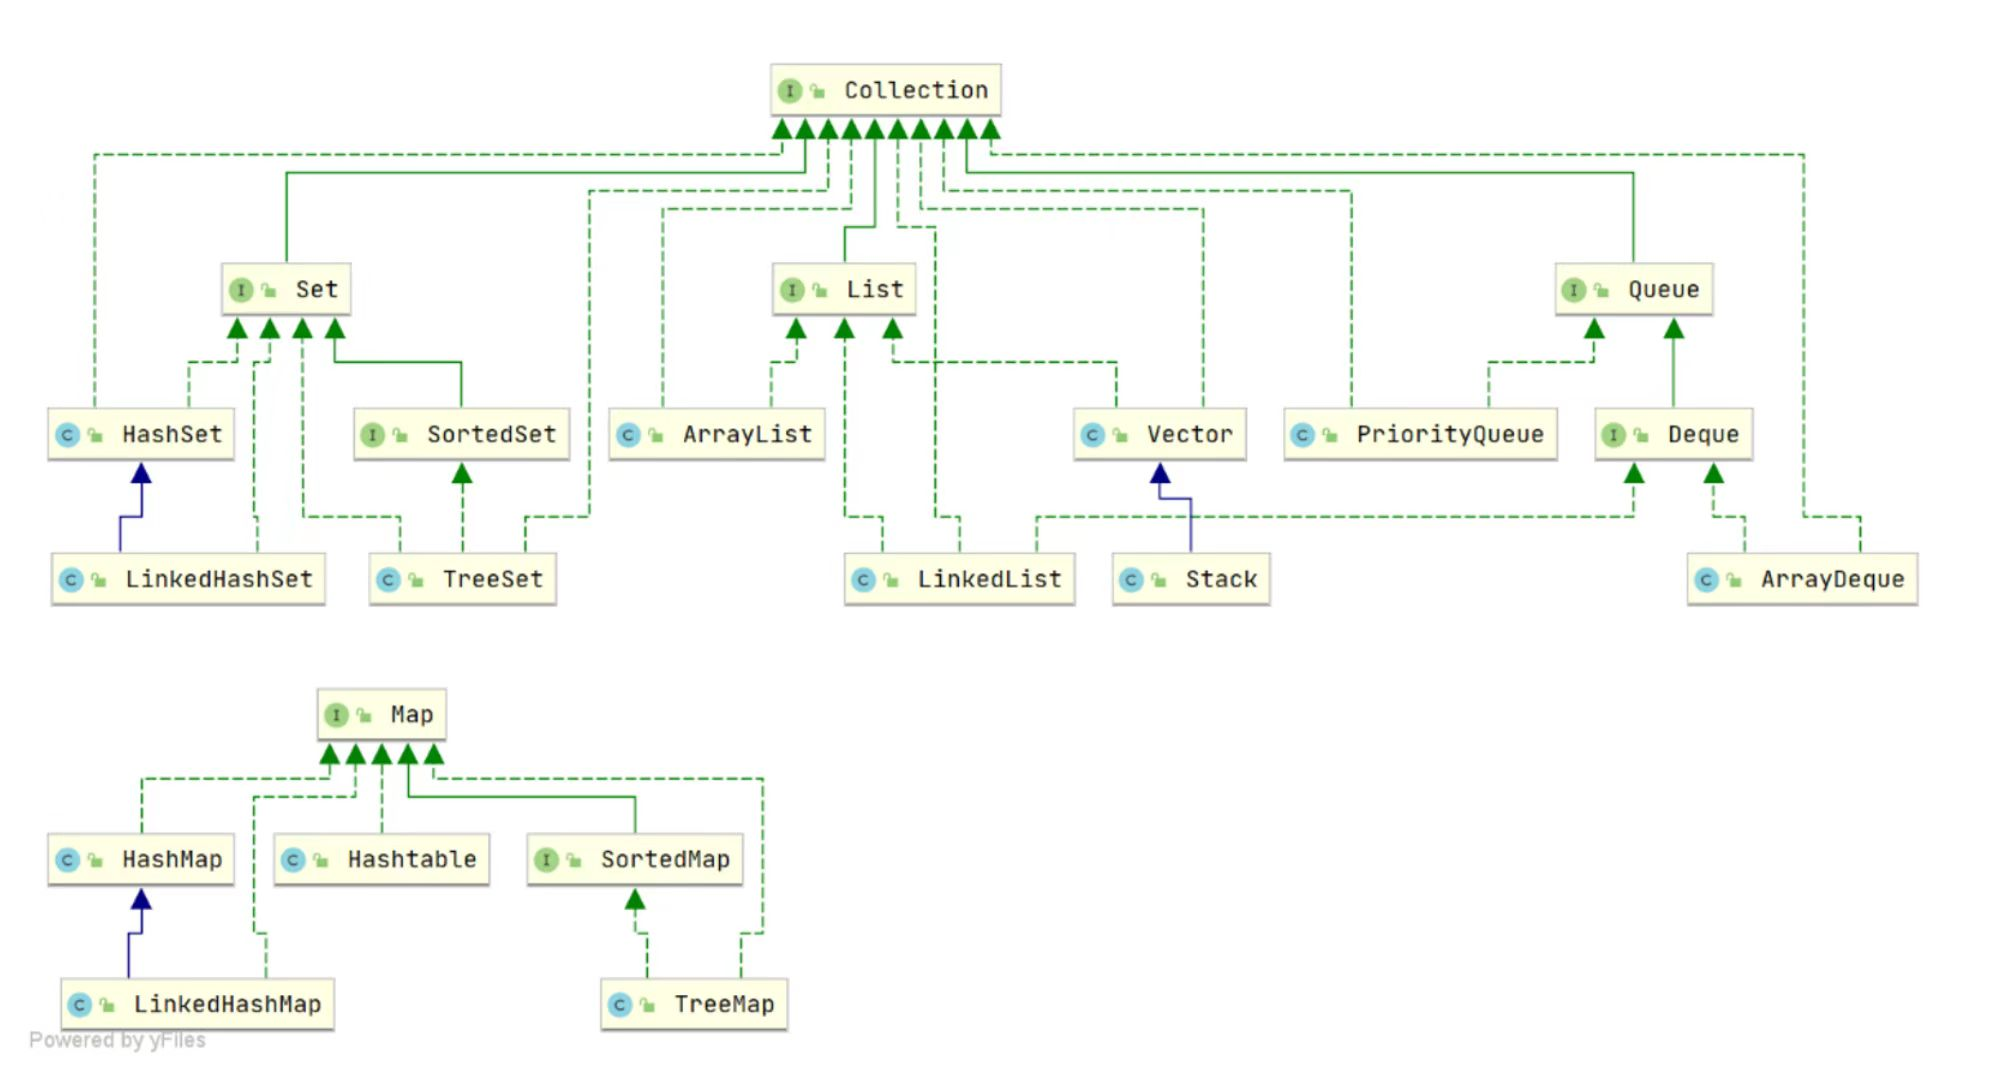 I Collection
I Set
I List
I Queue
C HashSet
I SortedSet
C ArrayList
C Vector
C PriorityQueue
I Deque
C LinkedHashSet
C TreeSet
C LinkedList
C Stack
C ArrayDeque
I Map
C HashMap
C Hashtable
I SortedMap
C LinkedHashMap
C TreeMap
Powered by yFiles